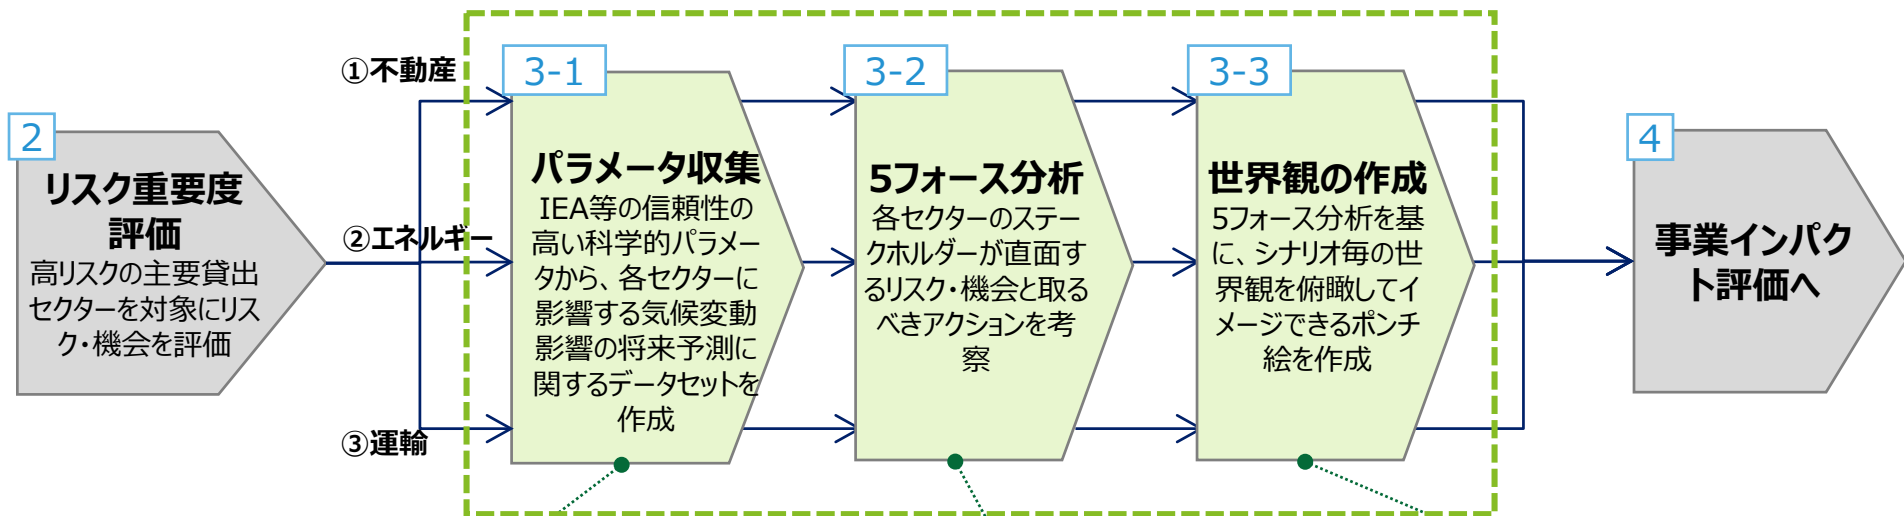 2
リスク重要度
評価
高リスクの主要貸出
セクターを対象にリス
ク・機会を評価
①不動産
②エネルギー
③運輸
3-1
パラメータ収集
IEA等の信頼性の
高い科学的パラメー
タから、各セクターに
影響する気候変動
影響の将来予測に
関するデータセットを
作成
3-2
5フォース分析
各セクターのステー
クホルダーが直面す
るリスク・機会と取る
べきアクションを考
察
3-3
世界観の作成
5フォース分析を基
に、シナリオ毎の世
界観を俯瞰してイ
メージできるポンチ
絵を作成
4
事業インパク
ト評価へ